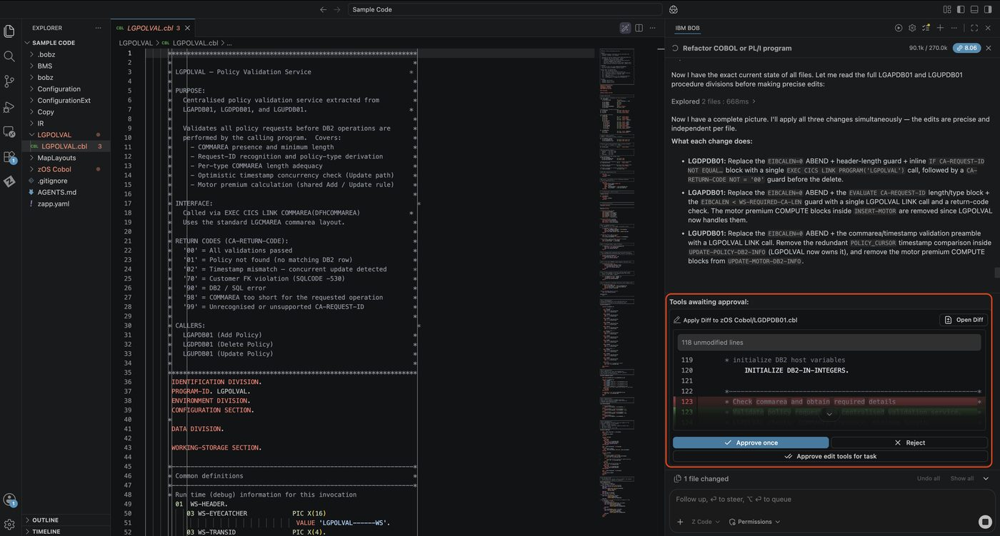 Sample Code
EXPLORER
SAMPLE CODE
.bobz
BMS
bobz
Configuration
ConfigurationExt
Copy
IR
LGPOLVAL
CBL LGPOLVAL.cbl 3
MapLayouts
zOS Cobol
.gitignore
AGENTS.md
! zapp.yaml
OUTLINE
TIMELINE
1
1
CBL LGPOLVAL.cbl 3
LGPOLVAL > CBL LGPOLVAL.cbl > ...
1 ****************************************************************
2 * *
3 * LGPOLVAL – Policy Validation Service *
4 * *
5 * PURPOSE: *
6 * Centralised policy validation service extracted from *
7 * LGAPDB01, LGDPDB01, and LGUPDB01. *
8 * *
9 * Validates all policy requests before DB2 operations are *
10 * performed by the calling program. Covers: *
11 * - COMMAREA presence and minimum length *
12 * - Request-ID recognition and policy-type derivation *
13 * - Per-type COMMAREA length adequacy *
14 * - Optimistic timestamp concurrency check (Update path) *
15 * - Motor premium calculation (shared Add / Update rule) *
16 * *
17 * INTERFACE: *
18 * Called via EXEC CICS LINK COMMAREA(DFHCOMMAREA) *
19 * Uses the standard LGCMAREA commarea layout. *
20 * *
21 * RETURN CODES (CA-RETURN-CODE): *
22 * '00' = All validations passed *
23 * '01' = Policy not found (no matching DB2 row) *
24 * '02' = Timestamp mismatch – concurrent update detected *
25 * '70' = Customer FK violation (SQLCODE -530) *
26 * '90' = DB2 / SQL error *
27 * '98' = COMMAREA too short for the requested operation *
28 * '99' = Unrecognised or unsupported CA-REQUEST-ID *
29 * *
30 * CALLERS: *
31 * LGAPDB01 (Add Policy) *
32 * LGDPDB01 (Delete Policy) *
33 * LGUPDB01 (Update Policy) *
34 * *
35 ****************************************************************
36 IDENTIFICATION DIVISION.
37 PROGRAM-ID. LGPOLVAL.
38 ENVIRONMENT DIVISION.
39 CONFIGURATION SECTION.
40
41 DATA DIVISION.
42
43 WORKING-STORAGE SECTION.
44
45 *--------------------------------------------------------------*
46 * Common definitions *
47 *--------------------------------------------------------------*
48 * Run time (debug) information for this invocation *
49 01 WS-HEADER.
50 03 WS-EYECATCHER PIC X(16)
51 VALUE 'LGPOLVAL------WS'.
52 03 WS-TRANSID PIC X(4).
IBM BOB
Refactor COBOL or PL/I program 90.1k / 270.0k 8.06
Now I have the exact current state of all files. Let me read the full LGAPDB01 and LGUPDB01
procedure divisions before making precise edits:
Explored 2 files : 668ms >
Now I have a complete picture. I'll apply all three changes simultaneously — the edits are precise and
independent per file.
What each change does:
• LGDPDB01: Replace the EIBCALEN=0 ABEND + header-length guard + inline IF CA-REQUEST-ID
NOT EQUAL… block with a single EXEC CICS LINK PROGRAM('LGPOLVAL') call, followed by a CA-
RETURN-CODE NOT = '00' guard before the delete.
• LGAPDB01: Replace the EIBCALEN=0 ABEND + the EVALUATE CA-REQUEST-ID length/type block +
the EIBCALEN < WS-REQUIRED-CA-LEN guard with a single LGPOLVAL LINK call and a return-code
check. The motor premium COMPUTE blocks inside INSERT-MOTOR are removed since LGPOLVAL
now handles them.
• LGUPDB01: Replace the EIBCALEN=0 ABEND + the commarea/timestamp validation preamble
with a LGPOLVAL LINK call. Remove the redundant POLICY_CURSOR timestamp comparison inside
UPDATE-POLICY-DB2-INFO (LGPOLVAL now owns it), and remove the motor premium COMPUTE
blocks from UPDATE-MOTOR-DB2-INFO.
Tools awaiting approval:
Apply Diff to zOS Cobol/LGDPDB01.cbl Open Diff
118 unmodified lines
119 * initialize DB2 host variables
120 INITIALIZE DB2-IN-INTEGERS.
121
122 *----------------------------------------------------------------*
123 * Check commarea and obtain required details *
123 * Validate policy request centralised validation service.
124
Approve once
Reject
Approve edit tools for task
1 file changed Undo all Show all
Follow up, ⏎ to steer, ⌥ ⏎ to queue
Z Code Permissions